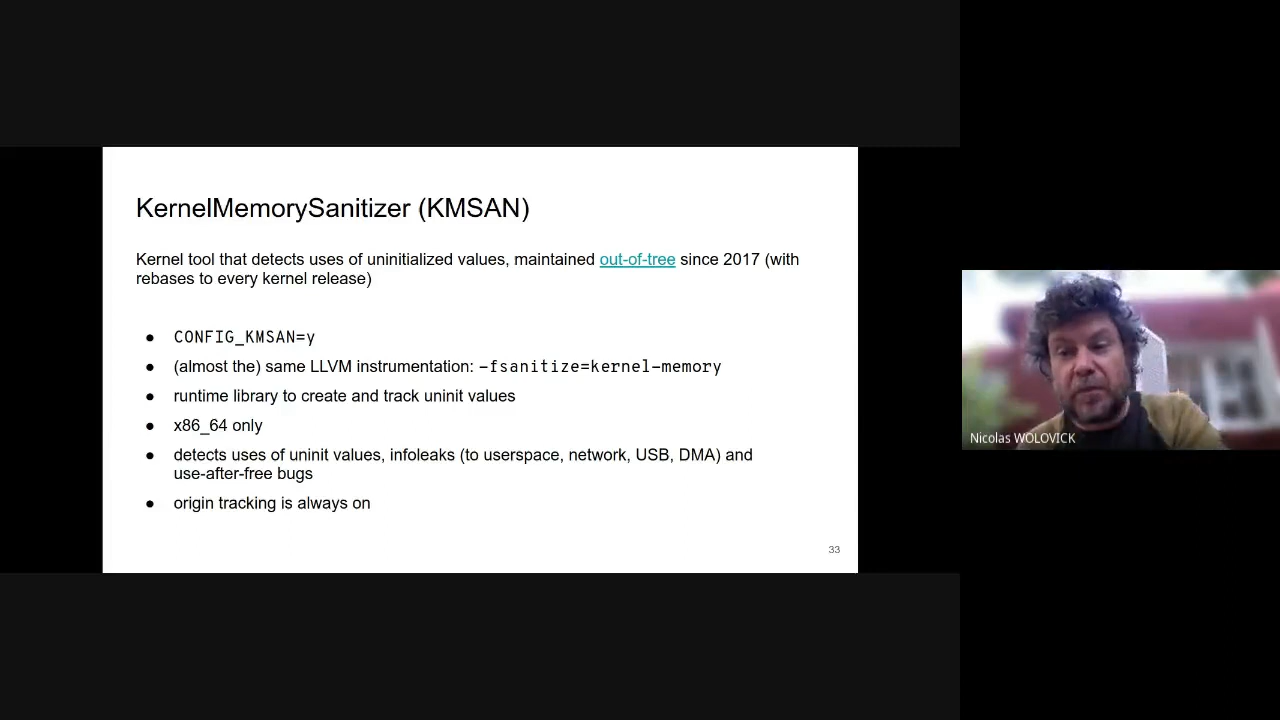 KernelMemorySanitizer (KMSAN)
Kernel tool that detects uses of uninitialized values, maintained out-of-tree since 2017 (with
rebases to every kernel release)
● CONFIG_KMSAN=y
● (almost the) same LLVM instrumentation: -fsanitize=kernel-memory
● runtime library to create and track uninit values
● x86_64 only
● detects uses of uninit values, infoleaks (to userspace, network, USB, DMA) and
use-after-free bugs
● origin tracking is always on
33
Nicolas WOLOVICK